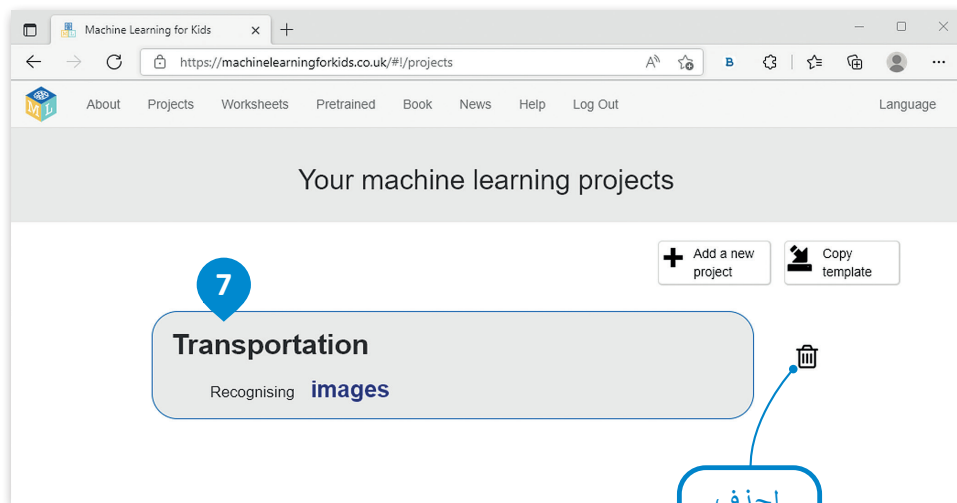 Machine Learning for Kids
https://machinelearningforkids.co.uk/#!/projects
About Projects Worksheets Pretrained Book News Help Log Out Language
Your machine learning projects
Add a new project
Copy template
7
Transportation
Recognising images
احذف